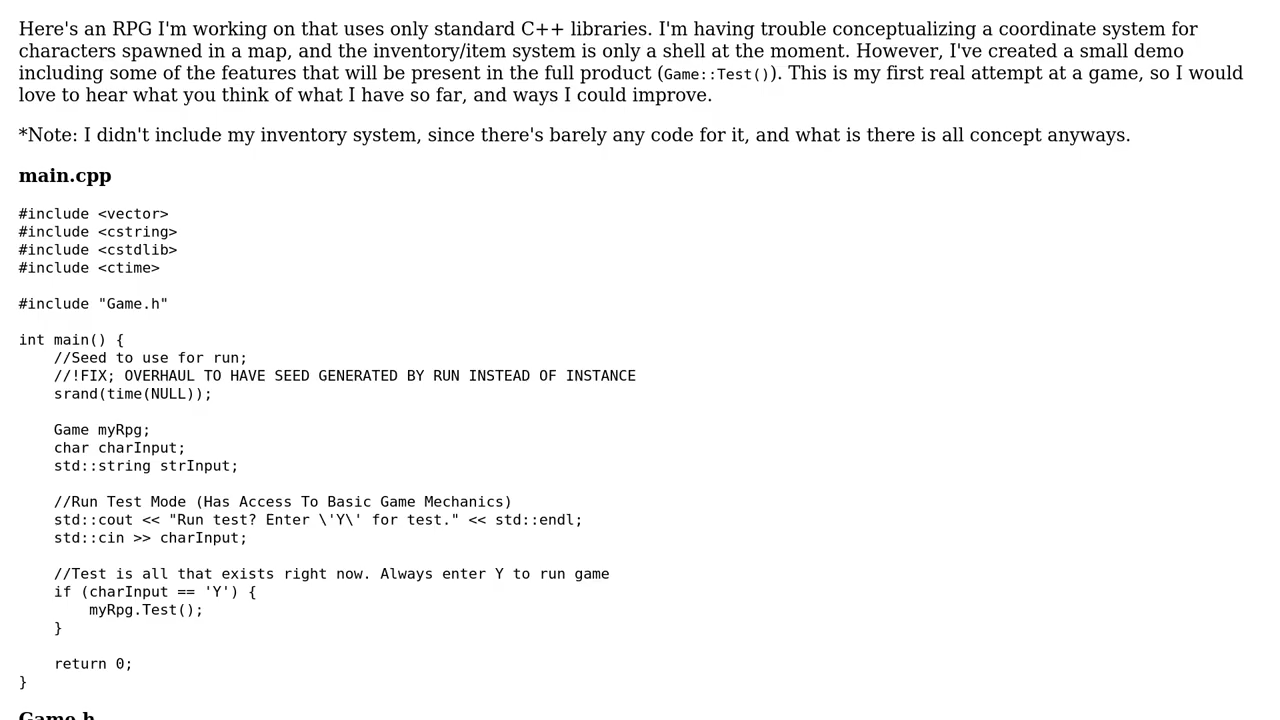 Here's an RPG I'm working on that uses only standard C++ libraries. I'm having trouble conceptualizing a coordinate system for
characters spawned in a map, and the inventory/item system is only a shell at the moment. However, I've created a small demo
including some of the features that will be present in the full product (Game::Test()). This is my first real attempt at a game, so I would
love to hear what you think of what I have so far, and ways I could improve.
*Note: I didn't include my inventory system, since there's barely any code for it, and what is there is all concept anyways.
main.cpp
#include <vector>
#include <cstring>
#include <cstdlib>
#include <ctime>
#include "Game.h"
int main() {
    //Seed to use for run;
    //!FIX; OVERHAUL TO HAVE SEED GENERATED BY RUN INSTEAD OF INSTANCE
    srand(time(NULL));
    Game myRpg;
    char charInput;
    std::string strInput;
    //Run Test Mode (Has Access To Basic Game Mechanics)
    std::cout << "Run test? Enter \'Y\' for test." << std::endl;
    std::cin >> charInput;
    //Test is all that exists right now. Always enter Y to run game
    if (charInput == 'Y') {
        myRpg.Test();
    }
    return 0;
}
Game.h